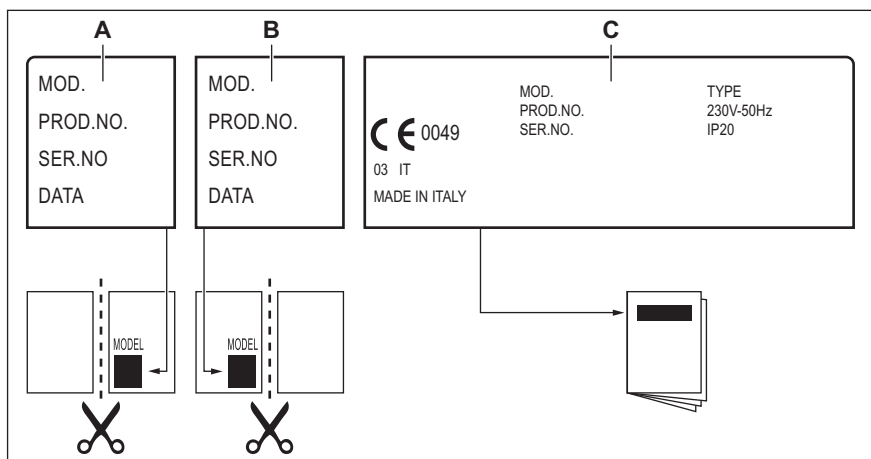 A
B
C
MOD.
PROD.NO.
SER.NO
DATA
MOD.
PROD.NO.
SER.NO
DATA
MOD.
PROD.NO.
SER.NO.
TYPE
230V-50Hz
IP20
CE 0049
03 IT
MADE IN ITALY
MODEL
MODEL